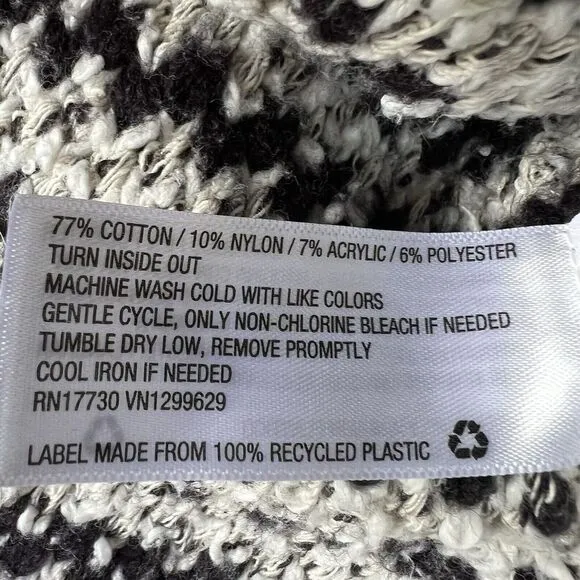 77% COTTON / 10% NYLON / 7% ACRYLIC / 6% POLYESTER
TURN INSIDE OUT
MACHINE WASH COLD WITH LIKE COLORS
GENTLE CYCLE, ONLY NON-CHLORINE BLEACH IF NEEDED
TUMBLE DRY LOW, REMOVE PROMPTLY
COOL IRON IF NEEDED
RN17730 VN1299629
LABEL MADE FROM 100% RECYCLED PLASTIC